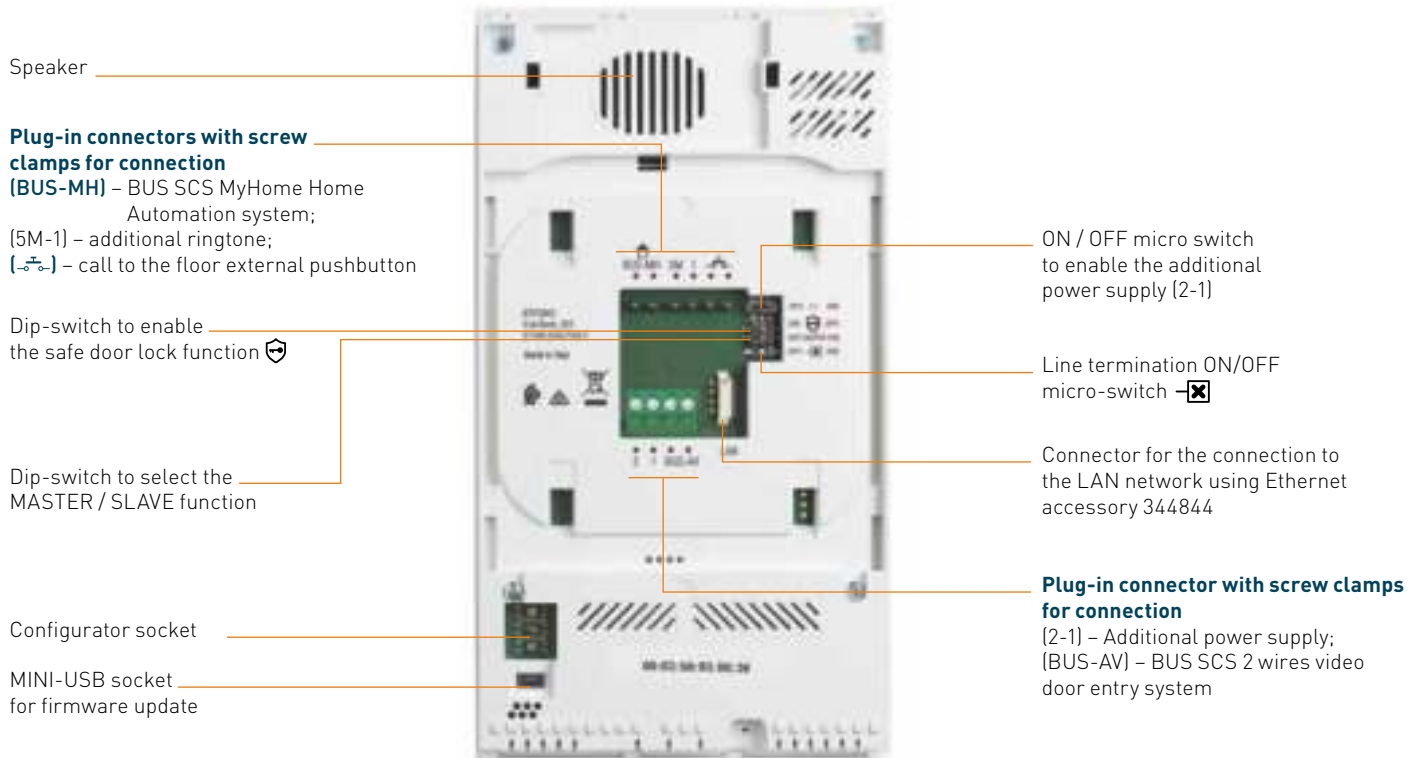 Speaker
Plug-in connectors with screw
clamps for connection
(BUS-MH) – BUS SCS MyHome Home
Automation system;
(5M-1) – additional ringtone;
( ) – call to the floor external pushbutton
Dip-switch to enable
the safe door lock function
Dip-switch to select the
MASTER / SLAVE function
Configurator socket
MINI-USB socket
for firmware update
ON / OFF micro switch
to enable the additional
power supply (2-1)
Line termination ON/OFF
micro-switch
Connector for the connection to
the LAN network using Ethernet
accessory 344844
Plug-in connector with screw clamps
for connection
(2-1) – Additional power supply;
(BUS-AV) – BUS SCS 2 wires video
door entry system
BUS-MH 5M 1
Made in Italy
2 1 BUS-AV
LAN